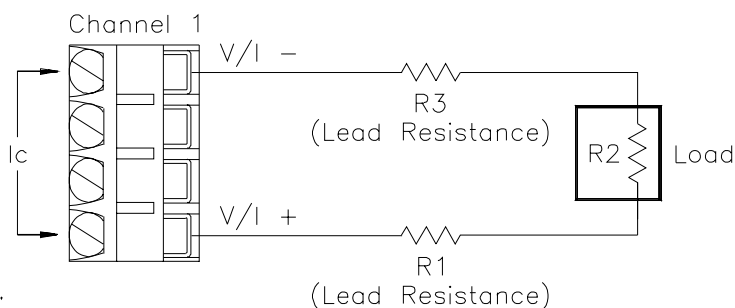 Channel 1
V/I -
R3
(Lead Resistance)
Ic
R2
Load
V/I +
R1
(Lead Resistance)